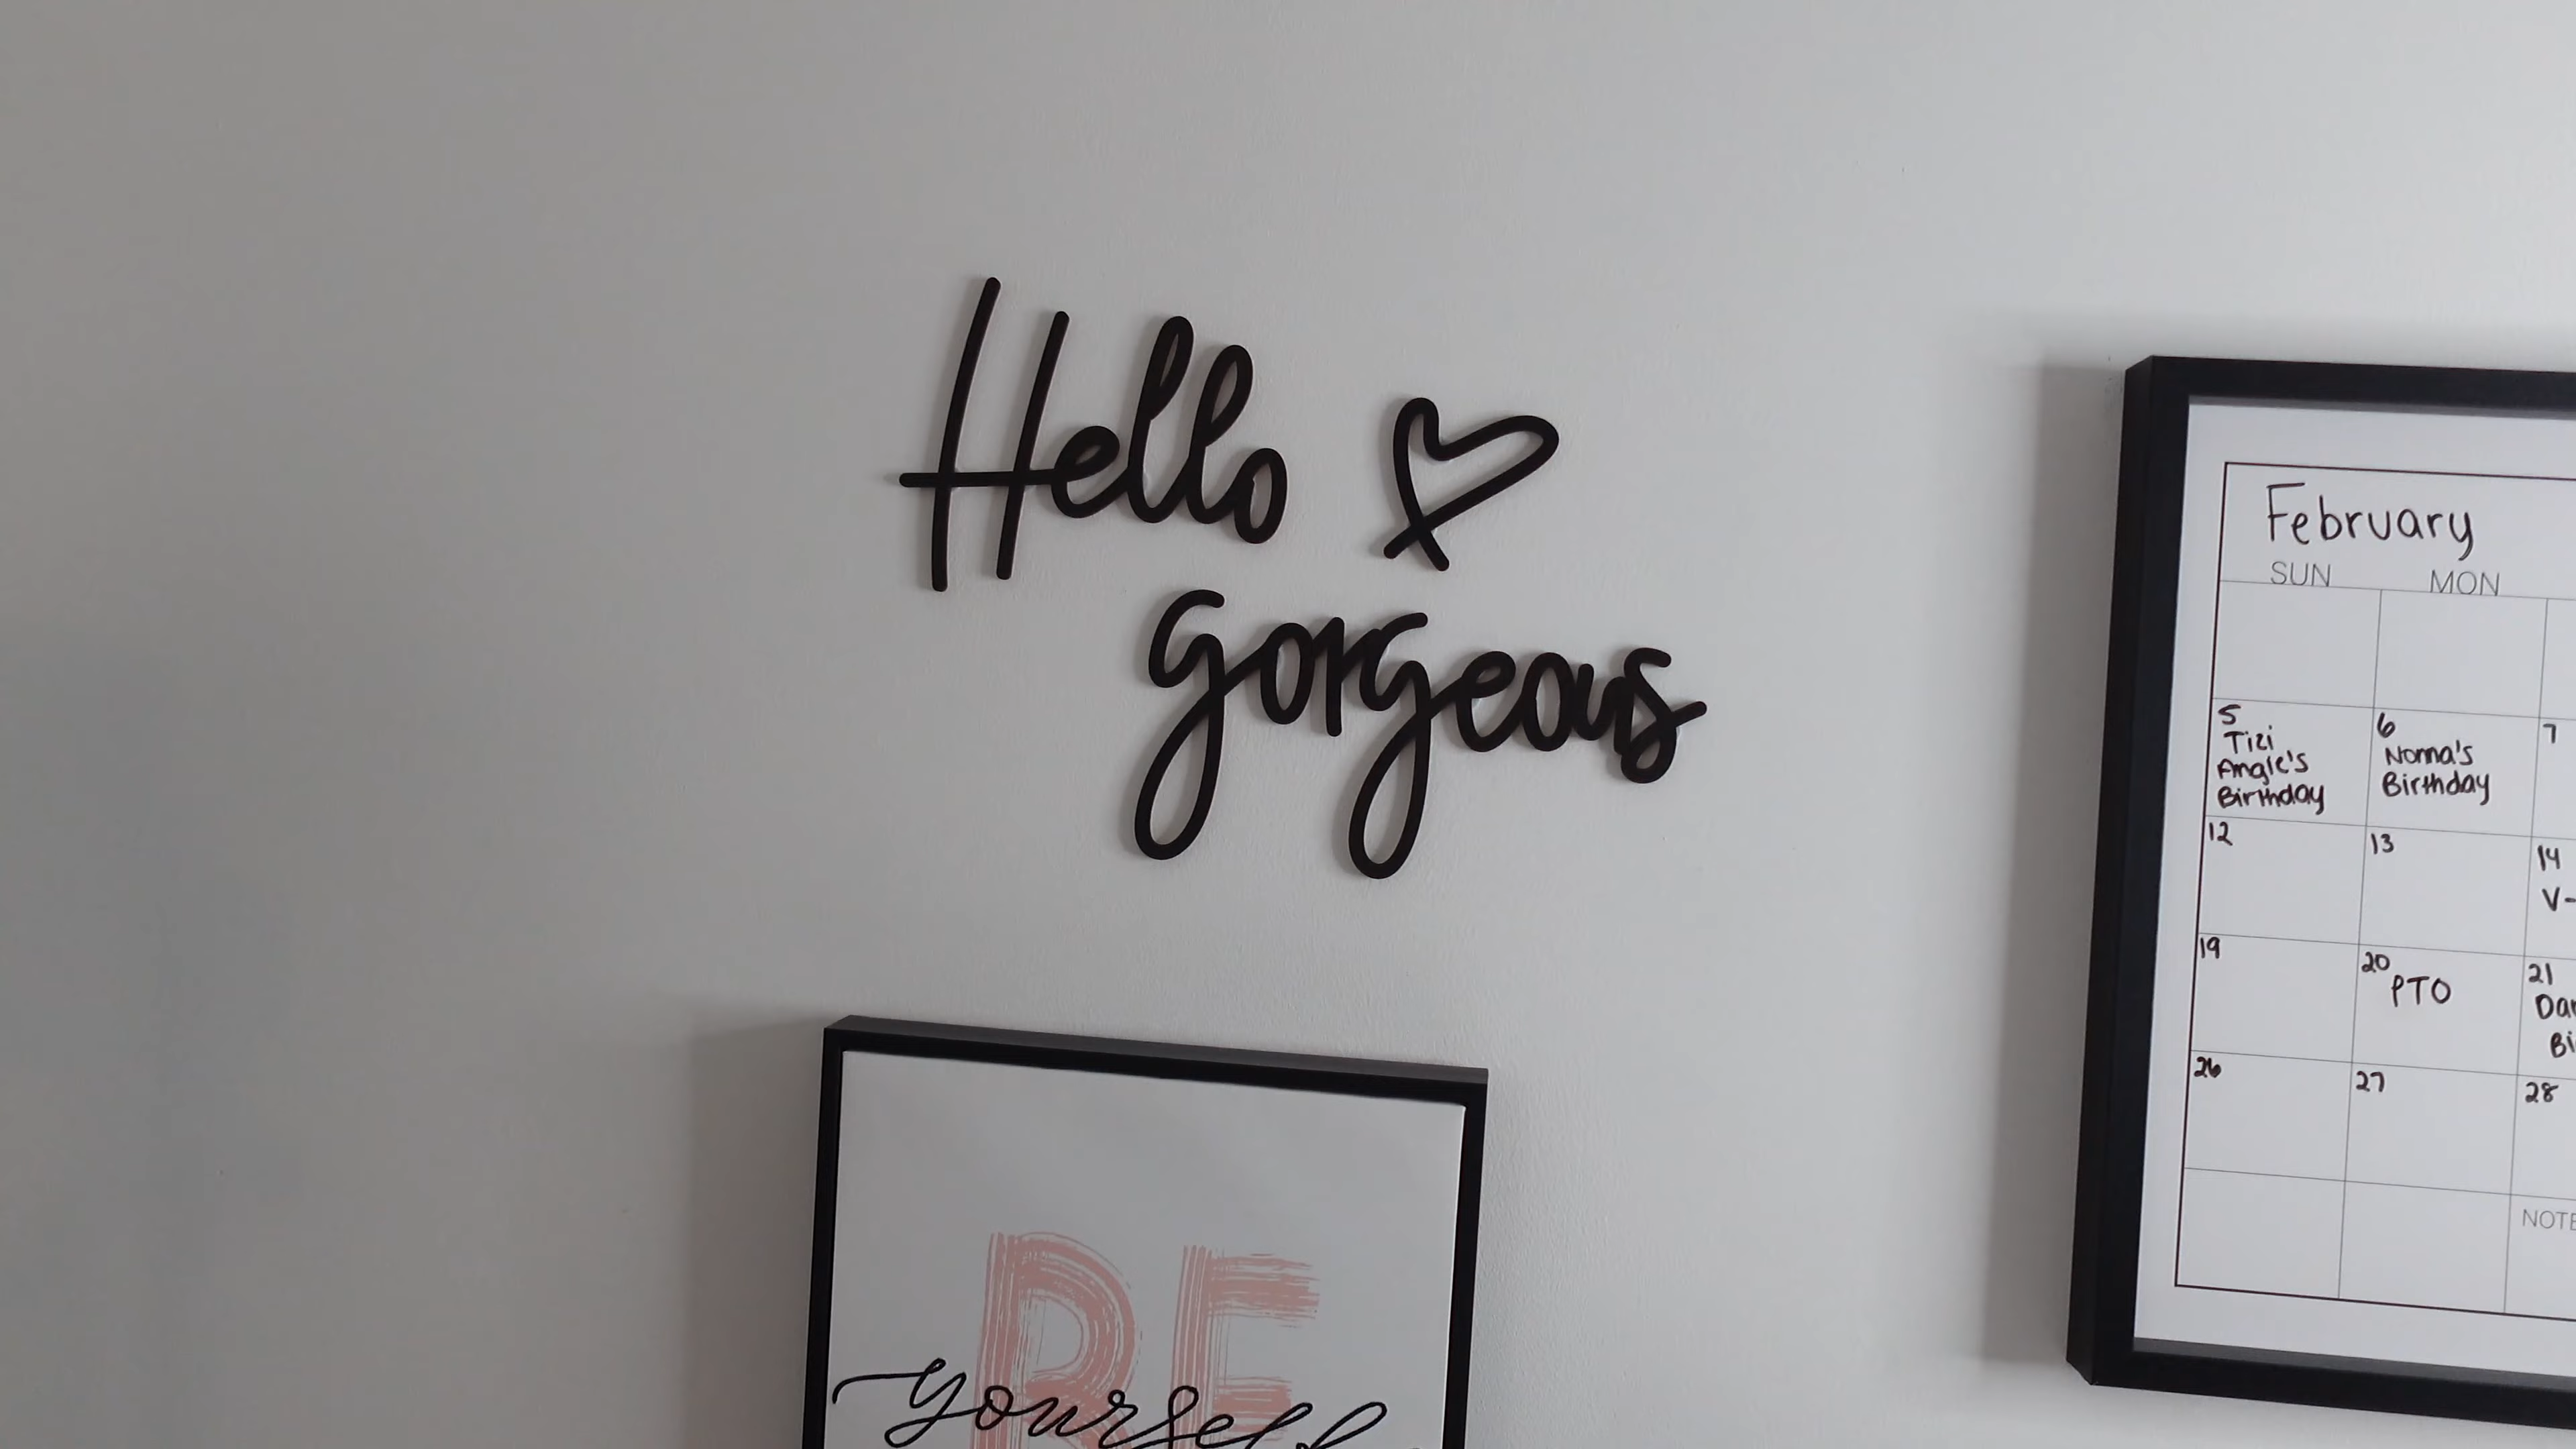 Hello
gorgeous
BE
yourself
February
SUN MON
5 6 7
Tizi
Angie's
Birthday
Nonna's
Birthday
12 13 14
V-
19 20 21
PTO
26 27 28